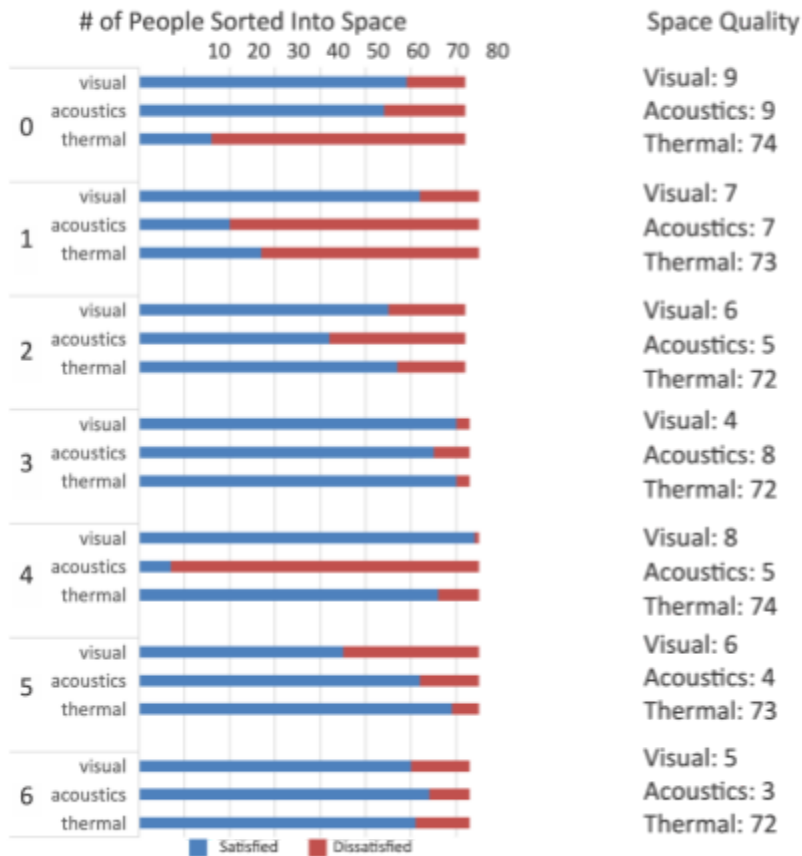 # of People Sorted Into Space
Space Quality
10 20 30 40 50 60 70 80
0
visual
acoustics
thermal
Visual: 9
Acoustics: 9
Thermal: 74
1
visual
acoustics
thermal
Visual: 7
Acoustics: 7
Thermal: 73
2
visual
acoustics
thermal
Visual: 6
Acoustics: 5
Thermal: 72
3
visual
acoustics
thermal
Visual: 4
Acoustics: 8
Thermal: 72
4
visual
acoustics
thermal
Visual: 8
Acoustics: 5
Thermal: 74
5
visual
acoustics
thermal
Visual: 6
Acoustics: 4
Thermal: 73
6
visual
acoustics
thermal
Visual: 5
Acoustics: 3
Thermal: 72
Satisfied Dissatisfied